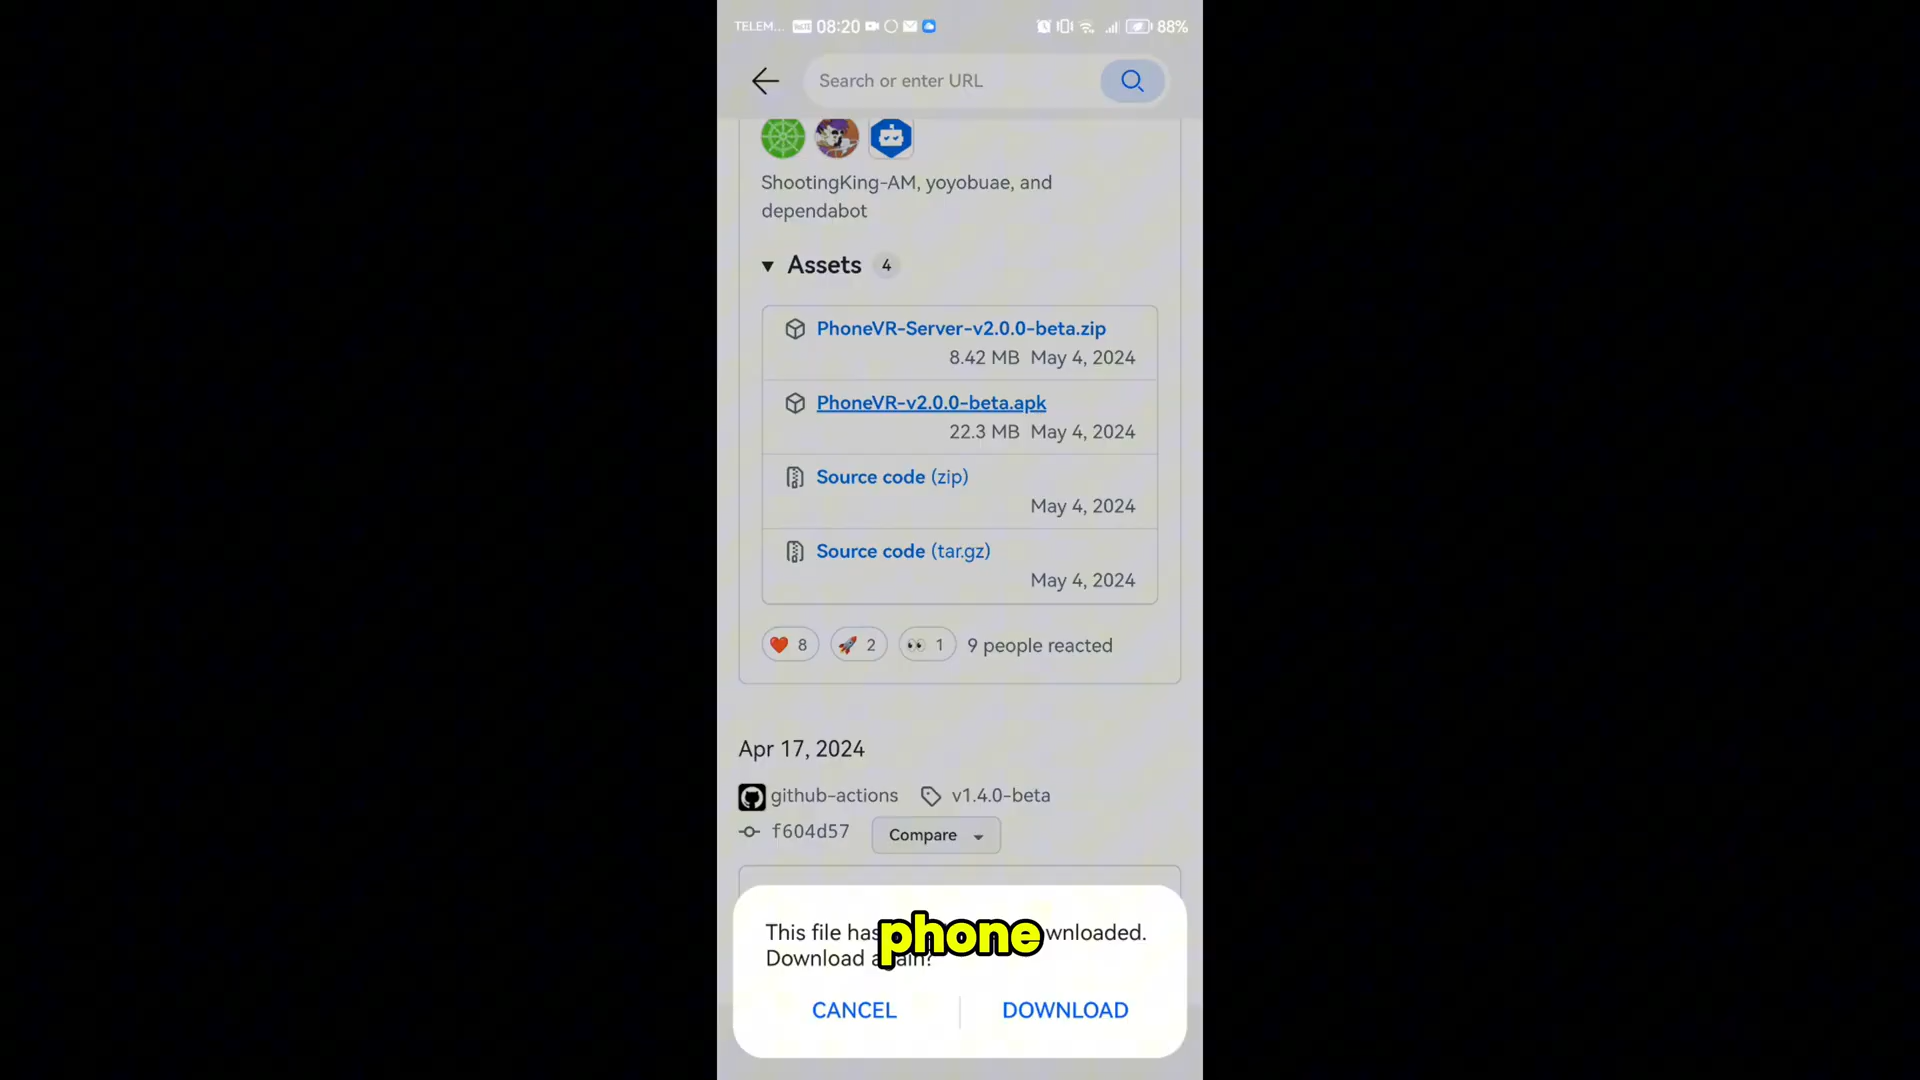 TELEM... 08:20 88%
Search or enter URL
ShootingKing-AM, yoyobuae, and
dependabot
Assets 4
PhoneVR-Server-v2.0.0-beta.zip
8.42 MB May 4, 2024
PhoneVR-v2.0.0-beta.apk
22.3 MB May 4, 2024
Source code (zip)
May 4, 2024
Source code (tar.gz)
May 4, 2024
8 2 1 9 people reacted
Apr 17, 2024
github-actions v1.4.0-beta
f604d57 Compare
This file has wnloaded.
phone
Download again?
CANCEL DOWNLOAD